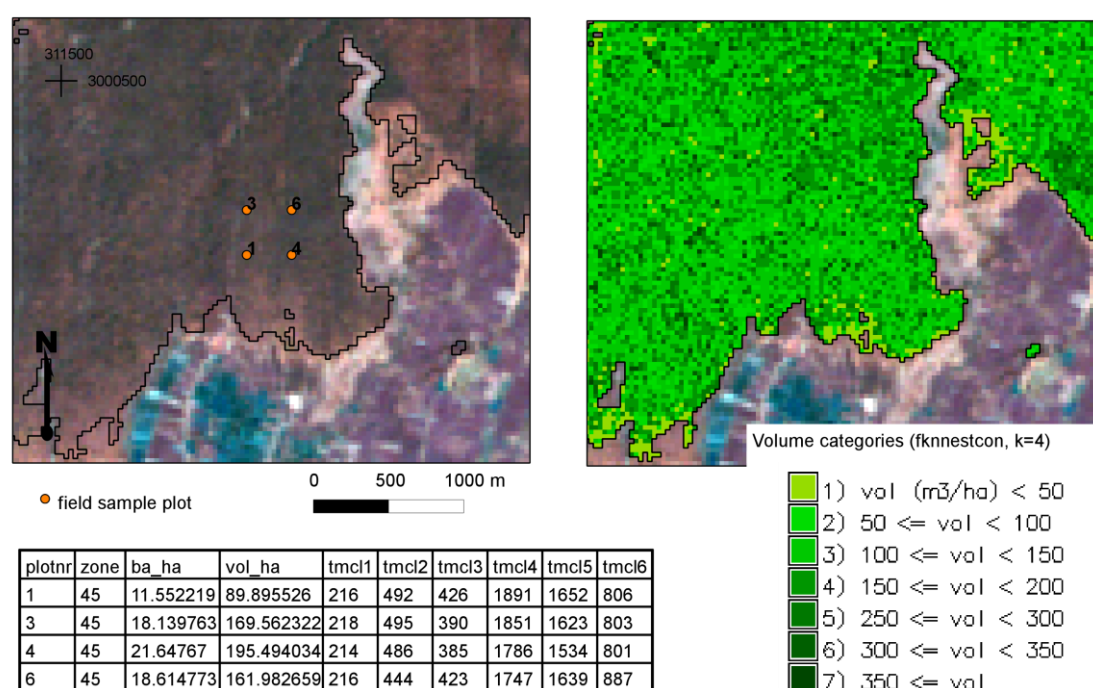 311500
3000500
3 6
1 4
N
0 500 1000 m
field sample plot
plotnr zone ba_ha vol_ha tmcl1 tmcl2 tmcl3 tmcl4 tmcl5 tmcl6
1 45 11.552219 89.895526 216 492 426 1891 1652 806
3 45 18.139763 169.562322 218 495 390 1851 1623 803
4 45 21.64767 195.494034 214 486 385 1786 1534 801
6 45 18.614773 161.982659 216 444 423 1747 1639 887
Volume categories (fknnestcon, k=4)
1) vol (m3/ha) < 50
2) 50 <= vol < 100
3) 100 <= vol < 150
4) 150 <= vol < 200
5) 250 <= vol < 300
6) 300 <= vol < 350
7) 350 <= vol